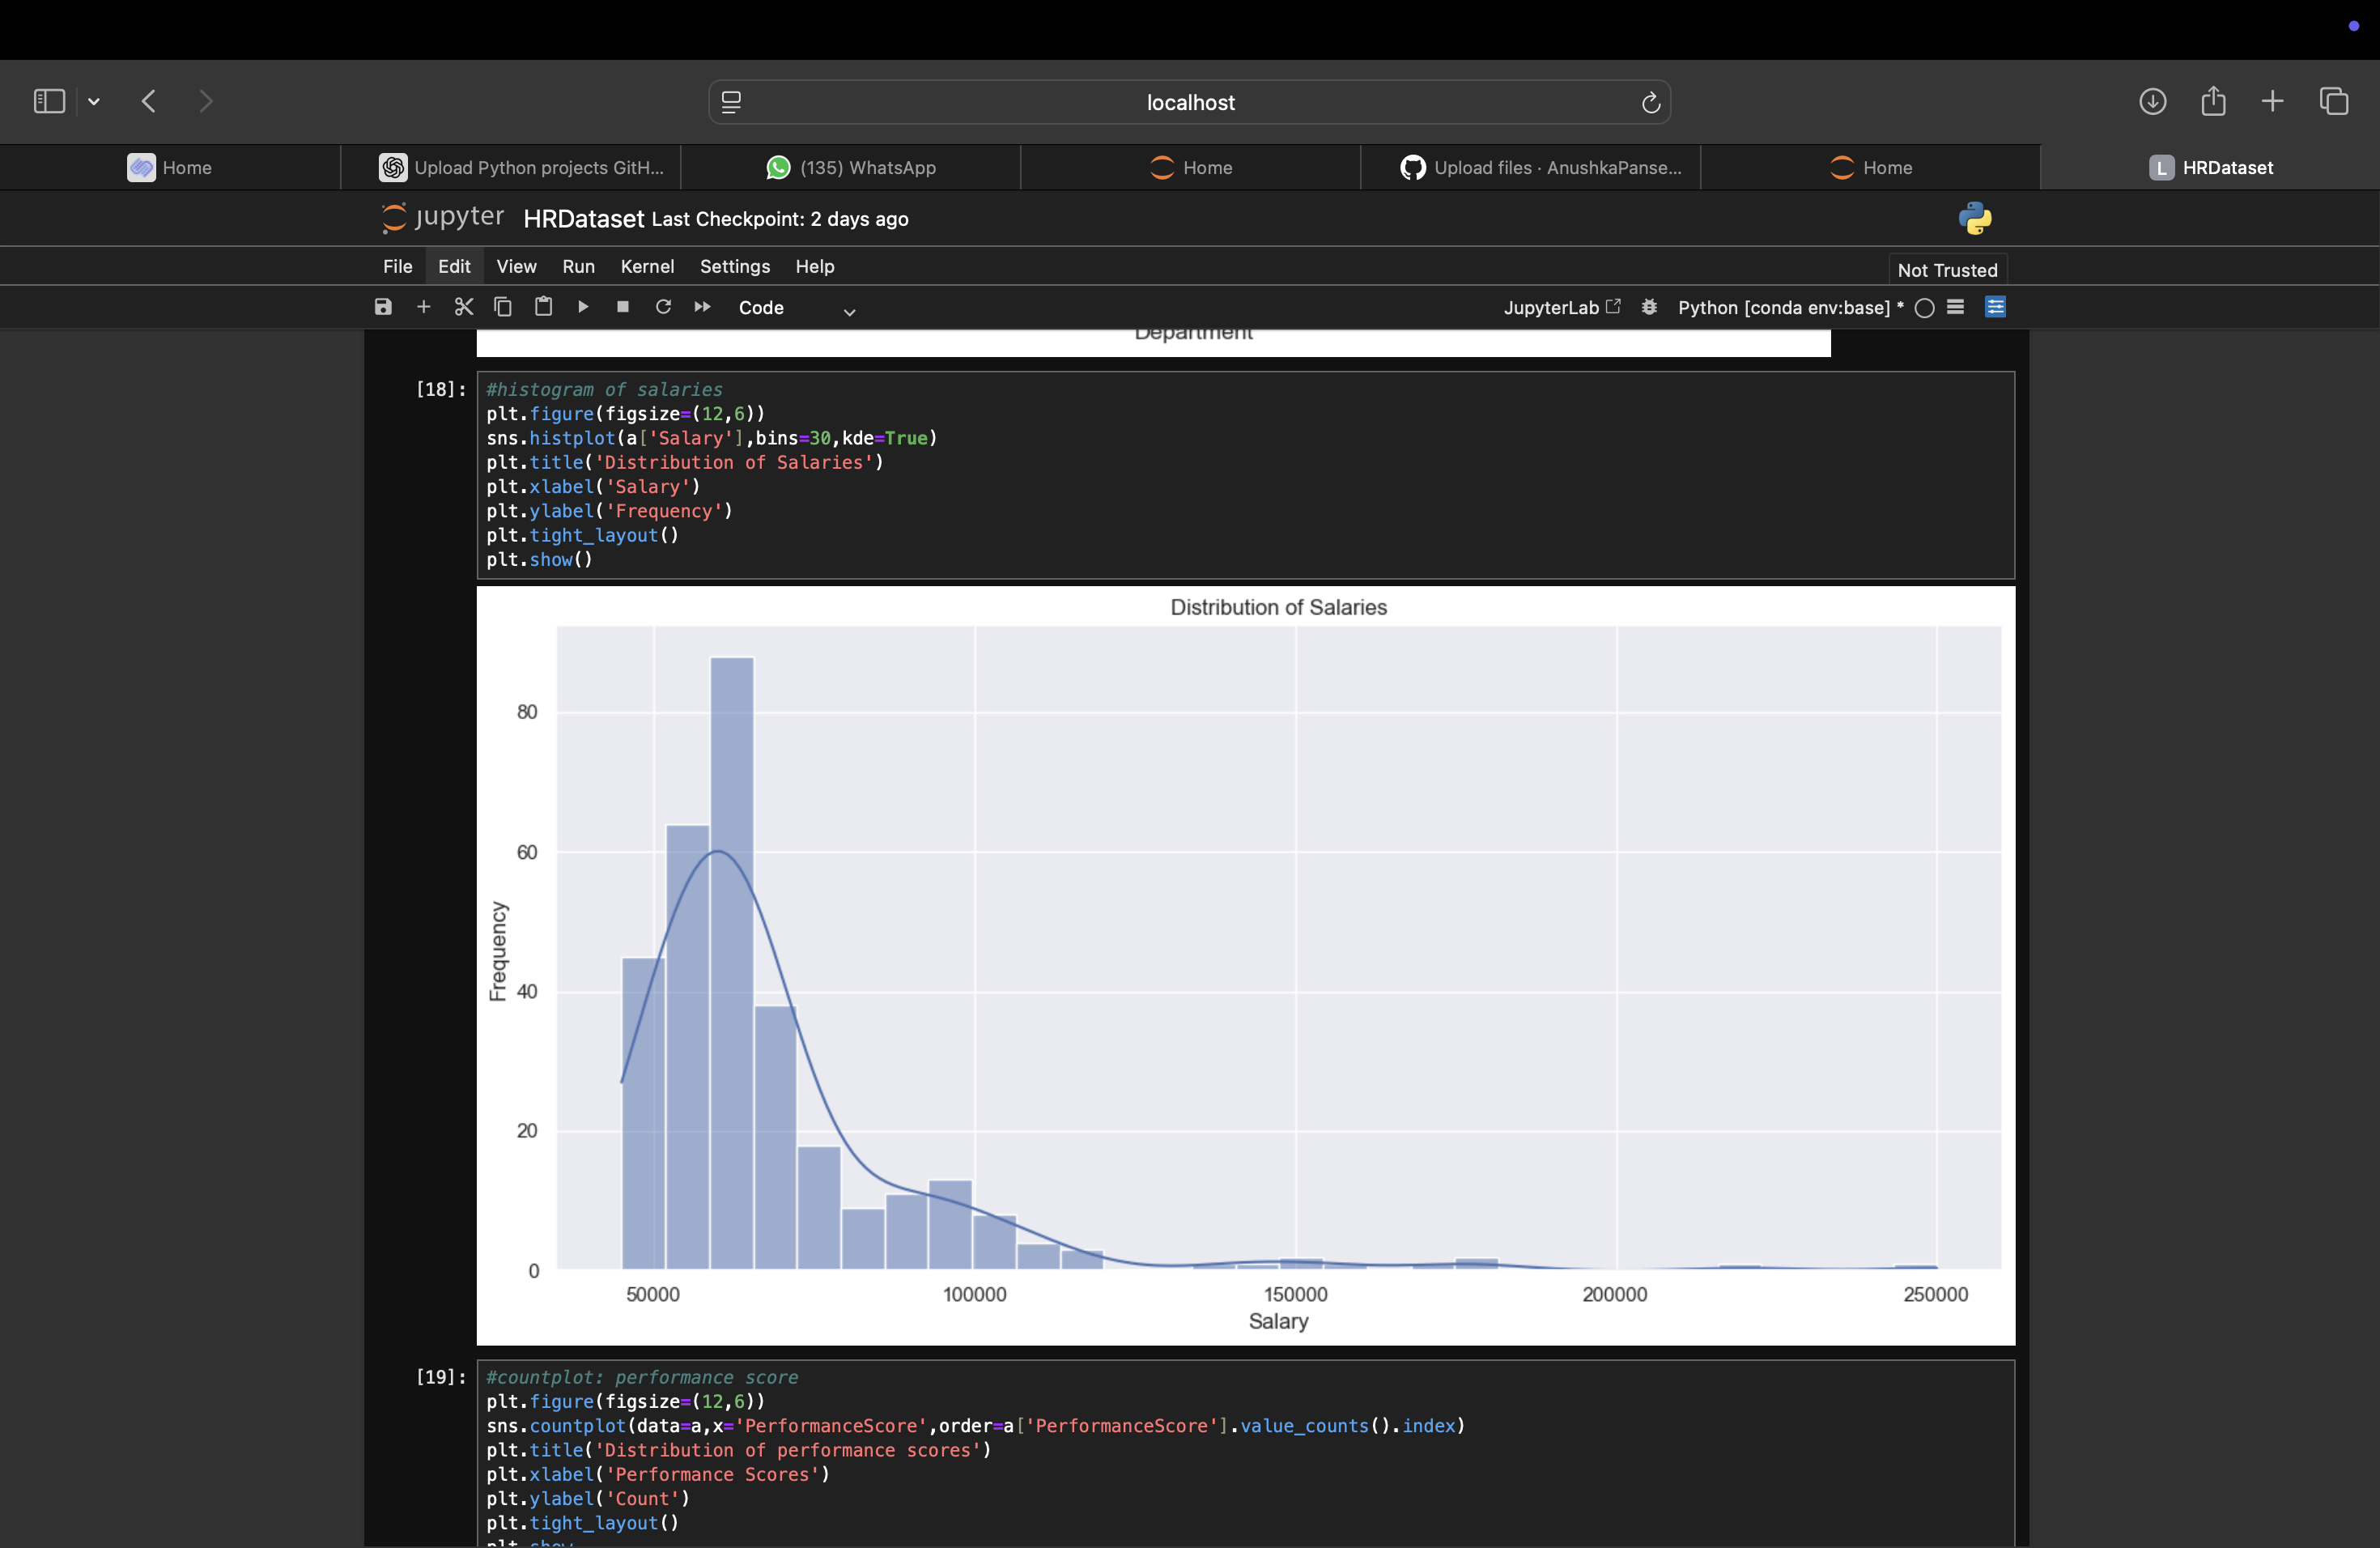 localhost
Home
Upload Python projects GitH...
(135) WhatsApp
Home
Upload files · AnushkaPanse...
Home
L HRDataset
jupyter HRDataset Last Checkpoint: 2 days ago
File Edit View Run Kernel Settings Help
Not Trusted
Code
JupyterLab
Python [conda env:base] *
Department
[18]:
#histogram of salaries
plt.figure(figsize=(12,6))
sns.histplot(a['Salary'],bins=30,kde=True)
plt.title('Distribution of Salaries')
plt.xlabel('Salary')
plt.ylabel('Frequency')
plt.tight_layout()
plt.show()
Distribution of Salaries
80
60
40
20
0
Frequency
50000 100000 150000 200000 250000
Salary
[19]:
#countplot: performance score
plt.figure(figsize=(12,6))
sns.countplot(data=a,x='PerformanceScore',order=a['PerformanceScore'].value_counts().index)
plt.title('Distribution of performance scores')
plt.xlabel('Performance Scores')
plt.ylabel('Count')
plt.tight_layout()